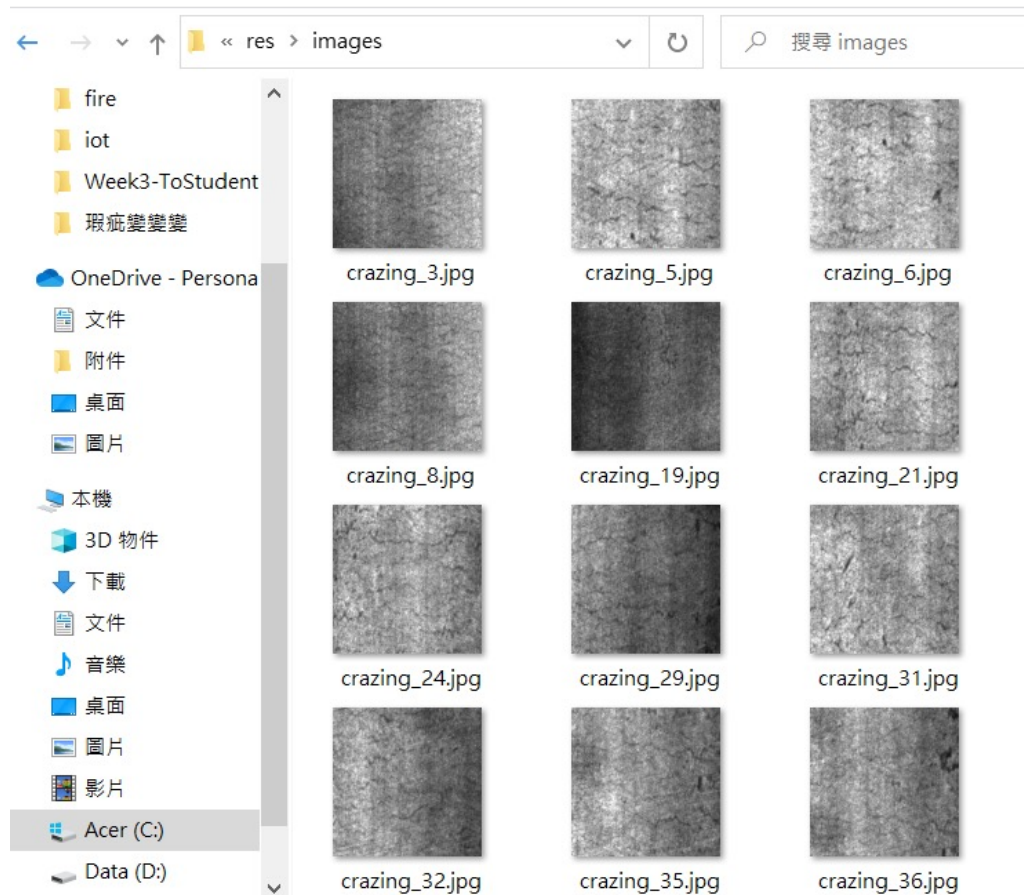 « res > images
搜尋 images
fire
iot
Week3-ToStudent
瑕疵變變變
OneDrive - Persona
文件
附件
桌面
圖片
本機
3D 物件
下載
文件
音樂
桌面
圖片
影片
Acer (C:)
Data (D:)
crazing_3.jpg
crazing_5.jpg
crazing_6.jpg
crazing_8.jpg
crazing_19.jpg
crazing_21.jpg
crazing_24.jpg
crazing_29.jpg
crazing_31.jpg
crazing_32.jpg
crazing_35.jpg
crazing_36.jpg